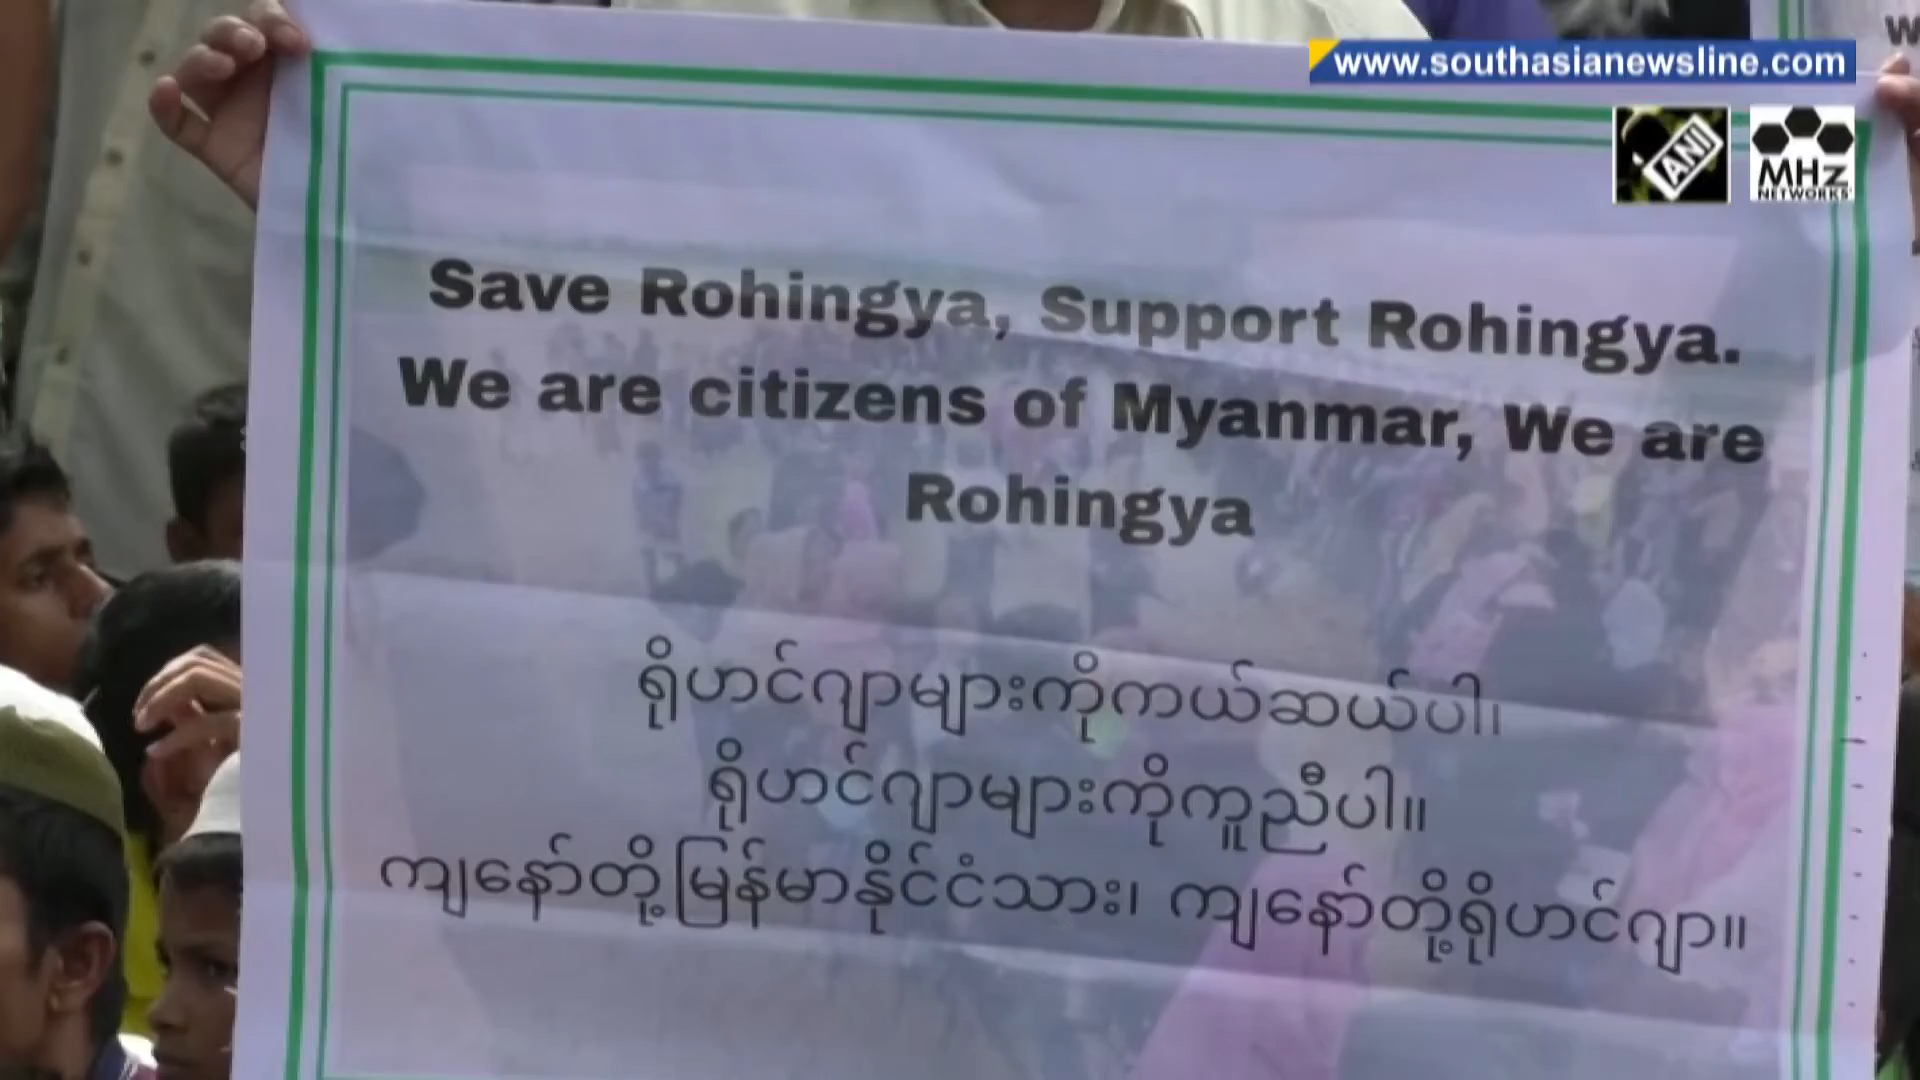 www.southasianewsline.com
ANI
MHz
NETWORKS
Save Rohingya, Support Rohingya.
We are citizens of Myanmar, We are
Rohingya
ရိုဟင်ဂျာများကိုကယ်ဆယ်ပါ၊
ရိုဟင်ဂျာများကိုကူညီပါ။
ကျနော်တို့မြန်မာနိုင်ငံသား၊ ကျနော်တို့ရိုဟင်ဂျာ။